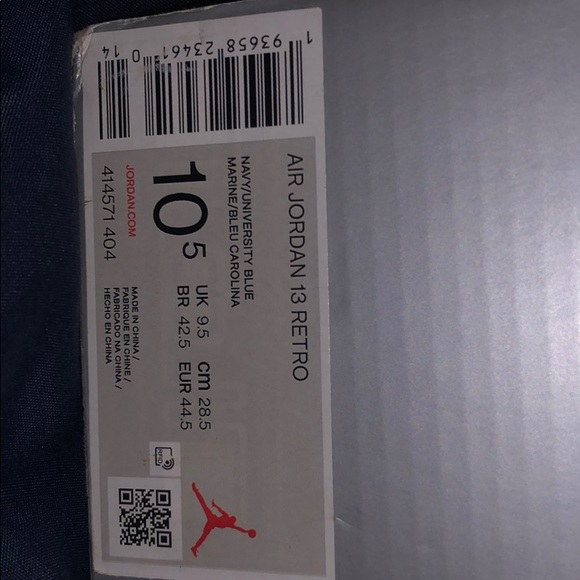 1 93658 23461 0 14
AIR JORDAN 13 RETRO
NAVY/UNIVERSITY BLUE
MARINE/BLEU CAROLINA
10 5
UK 9.5 cm 28.5
BR 42.5 EUR 44.5
JORDAN.COM
414571 404
MADE IN CHINA /
FABRIQUE EN CHINE /
FABRICADO NA CHINA /
HECHO EN CHINA
RFID